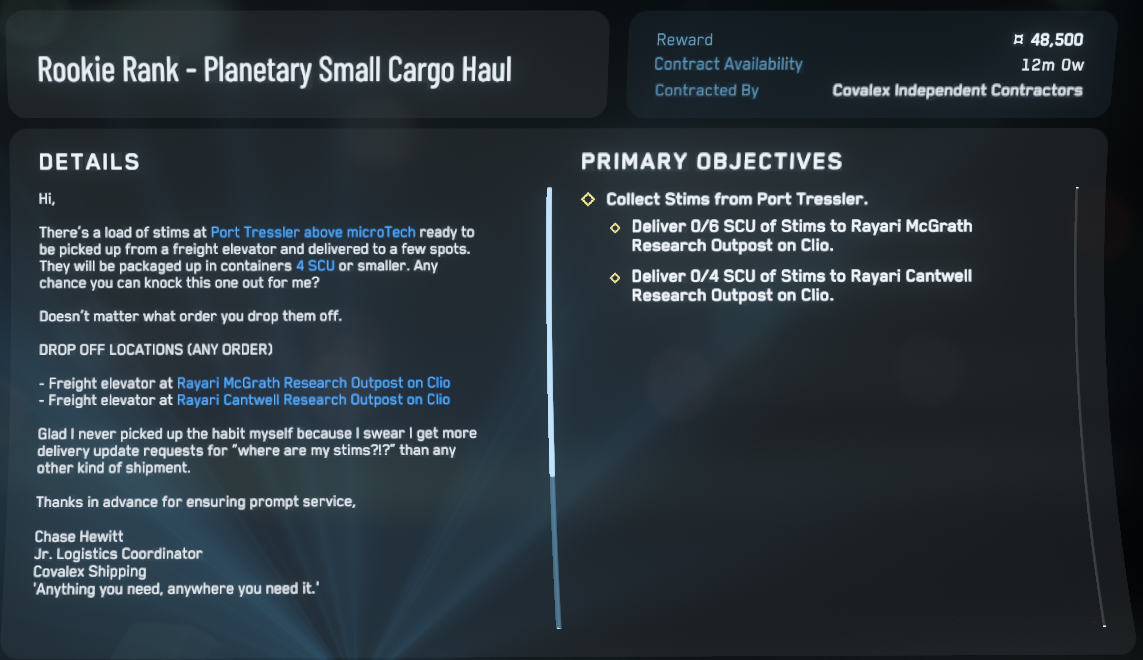 Rookie Rank - Planetary Small Cargo Haul
Reward ¤ 48,500
Contract Availability 12m 0w
Contracted By Covalex Independent Contractors
DETAILS
Hi,
There's a load of stims at Port Tressler above microTech ready to
be picked up from a freight elevator and delivered to a few spots.
They will be packaged up in containers 4 SCU or smaller. Any
chance you can knock this one out for me?
Doesn't matter what order you drop them off.
DROP OFF LOCATIONS (ANY ORDER)
- Freight elevator at Rayari McGrath Research Outpost on Clio
- Freight elevator at Rayari Cantwell Research Outpost on Clio
Glad I never picked up the habit myself because I swear I get more
delivery update requests for "where are my stims?!?" than any
other kind of shipment.
Thanks in advance for ensuring prompt service,
Chase Hewitt
Jr. Logistics Coordinator
Covalex Shipping
'Anything you need, anywhere you need it.'
PRIMARY OBJECTIVES
Collect Stims from Port Tressler.
Deliver 0/6 SCU of Stims to Rayari McGrath
Research Outpost on Clio.
Deliver 0/4 SCU of Stims to Rayari Cantwell
Research Outpost on Clio.